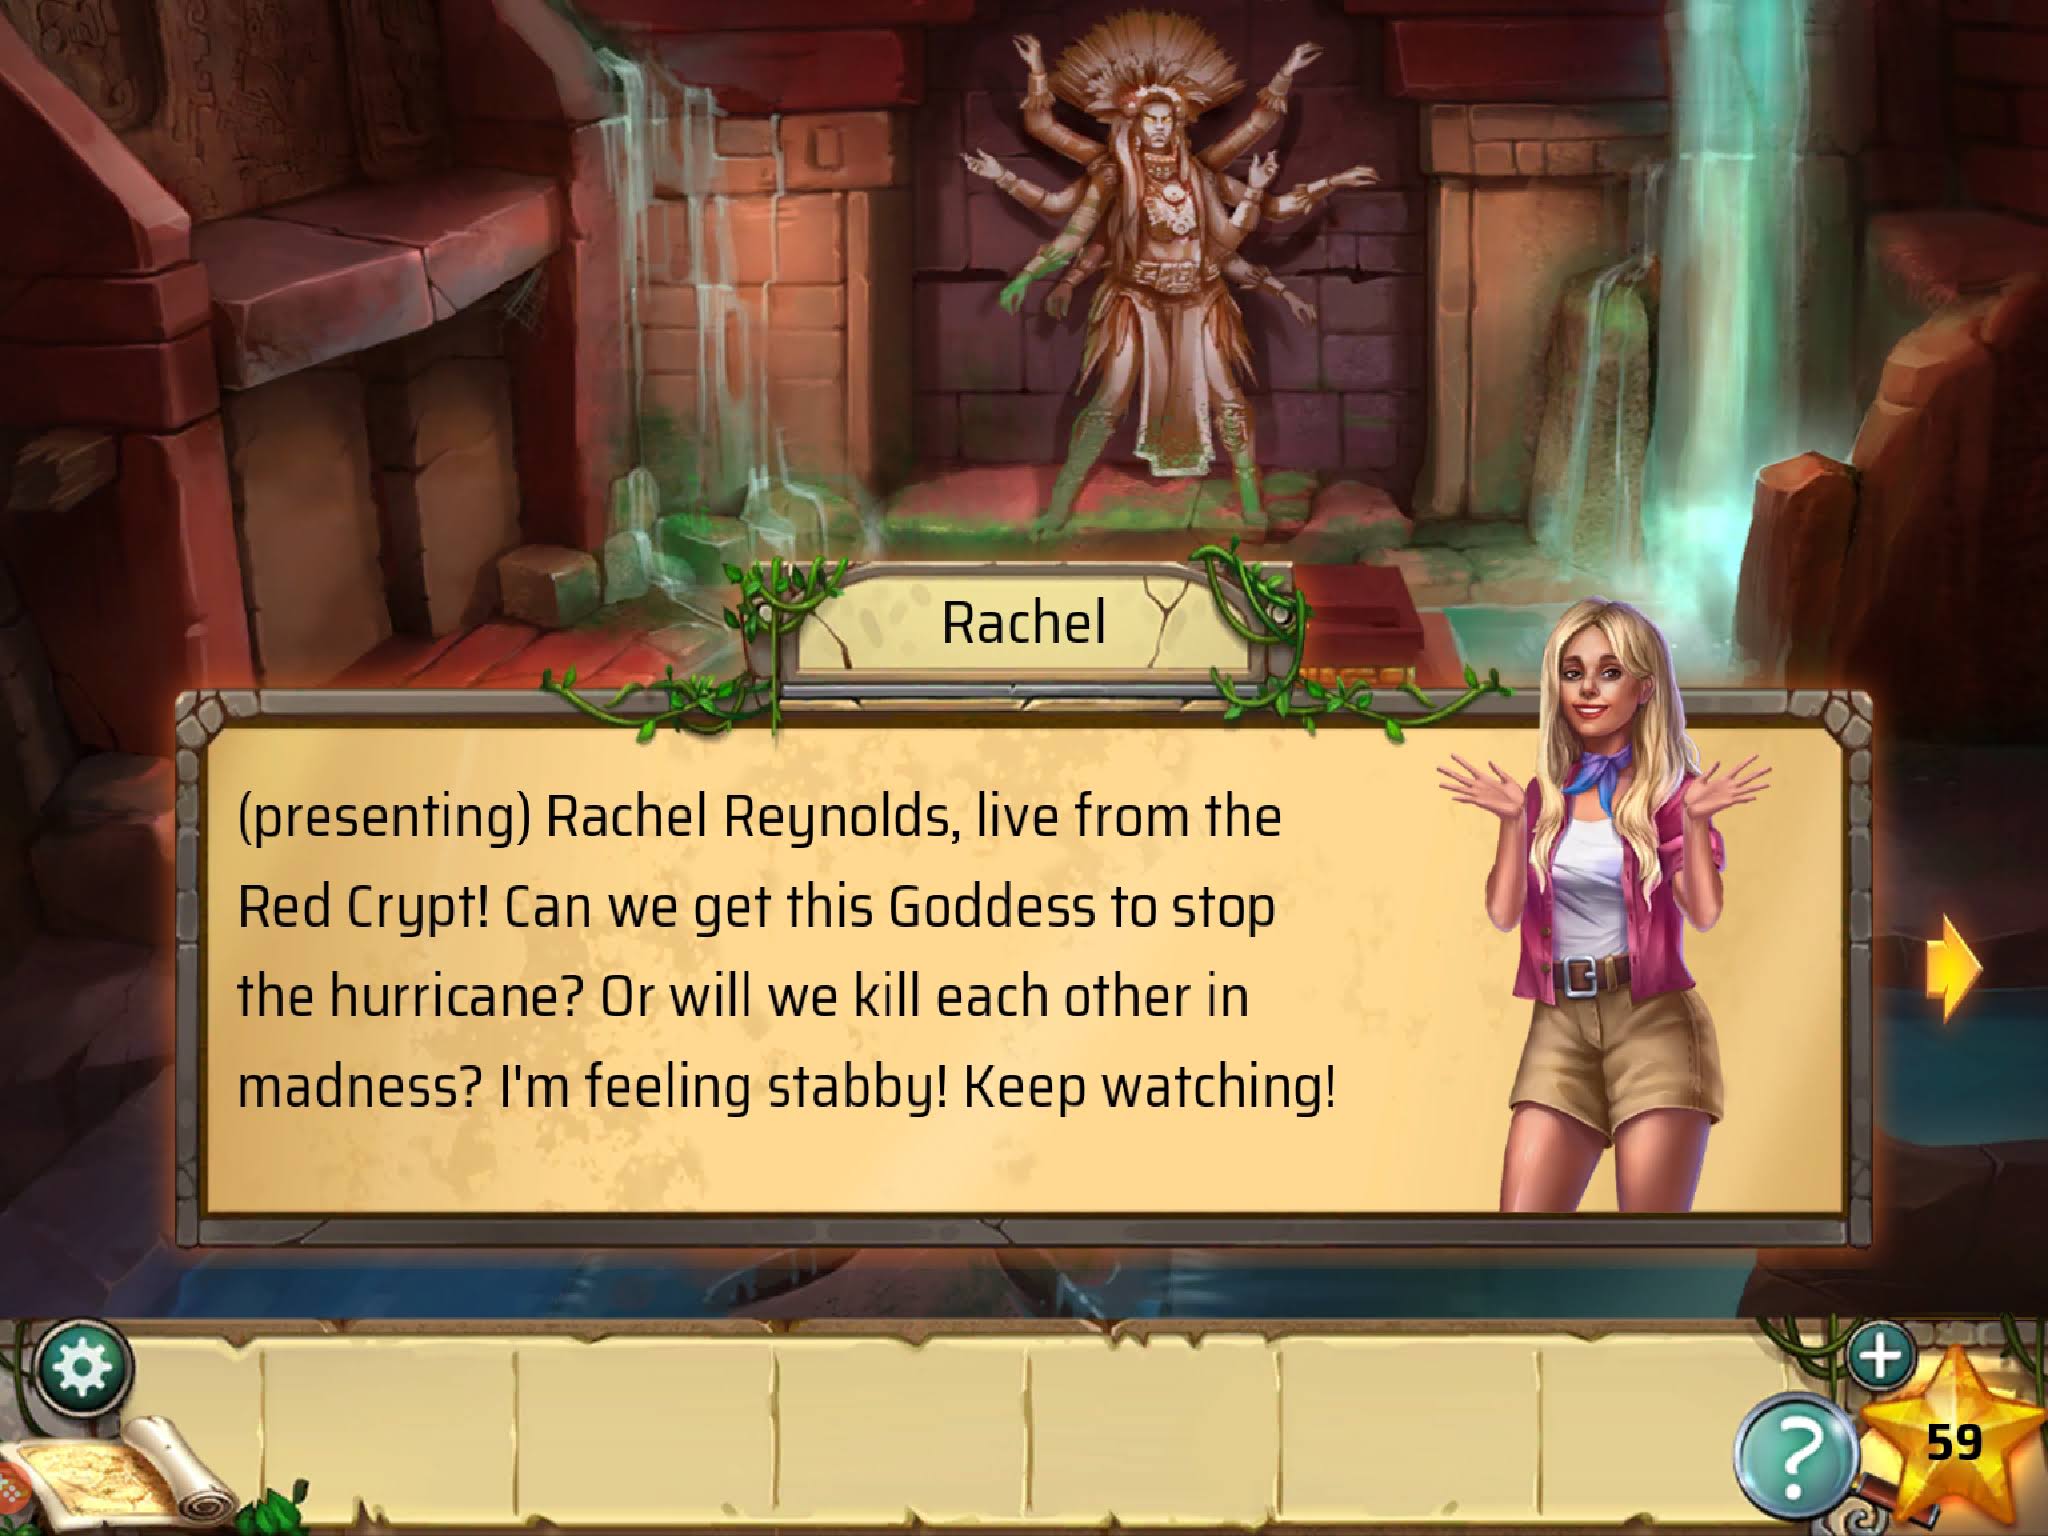 Rachel
(presenting) Rachel Reynolds, live from the
Red Crypt! Can we get this Goddess to stop
the hurricane? Or will we kill each other in
madness? I'm feeling stabby! Keep watching!
?
59